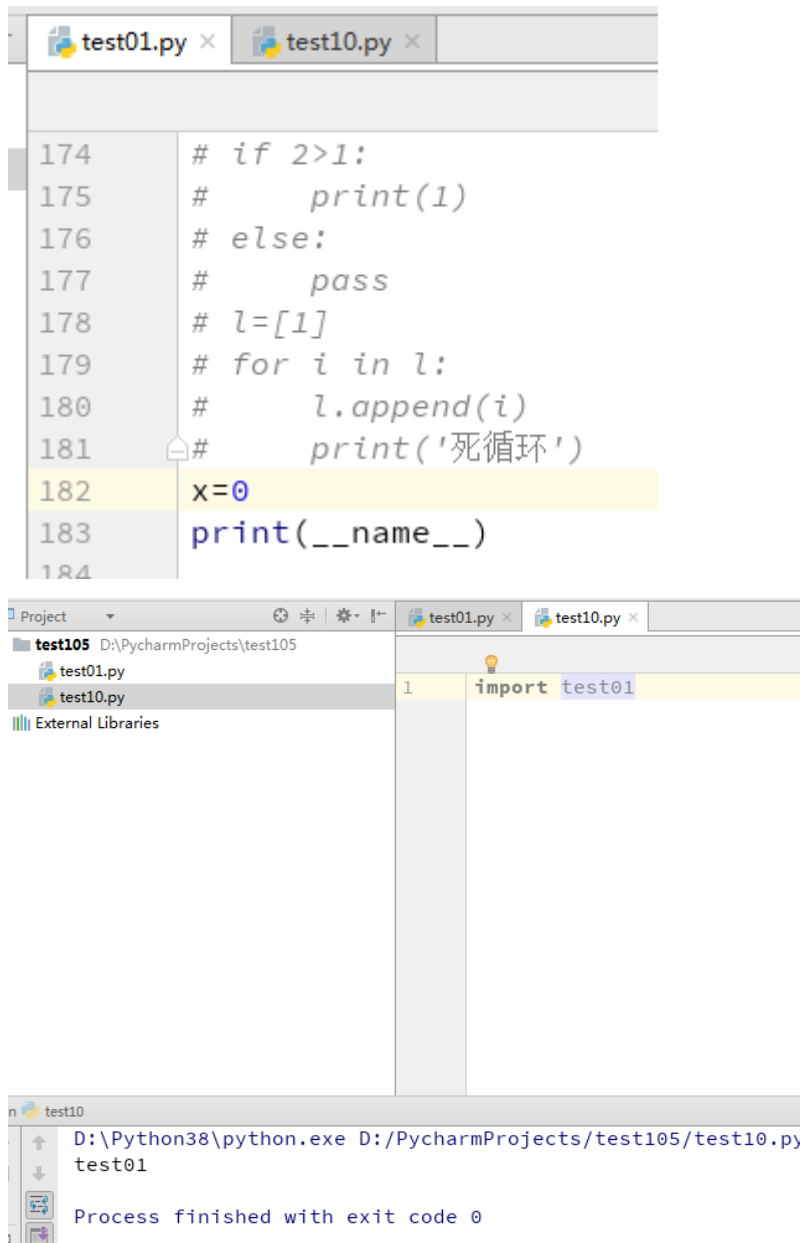 test01.py × test10.py ×
174 # if 2>1:
175 #     print(1)
176 # else:
177 #     pass
178 # l=[1]
179 # for i in l:
180 #     l.append(i)
181 #     print('死循环')
182 x=0
183 print(__name__)
184
Project
test01.py × test10.py ×
test105 D:\PycharmProjects\test105
test01.py
test10.py
External Libraries
1 import test01
n test10
D:\Python38\python.exe D:/PycharmProjects/test105/test10.py
test01
Process finished with exit code 0